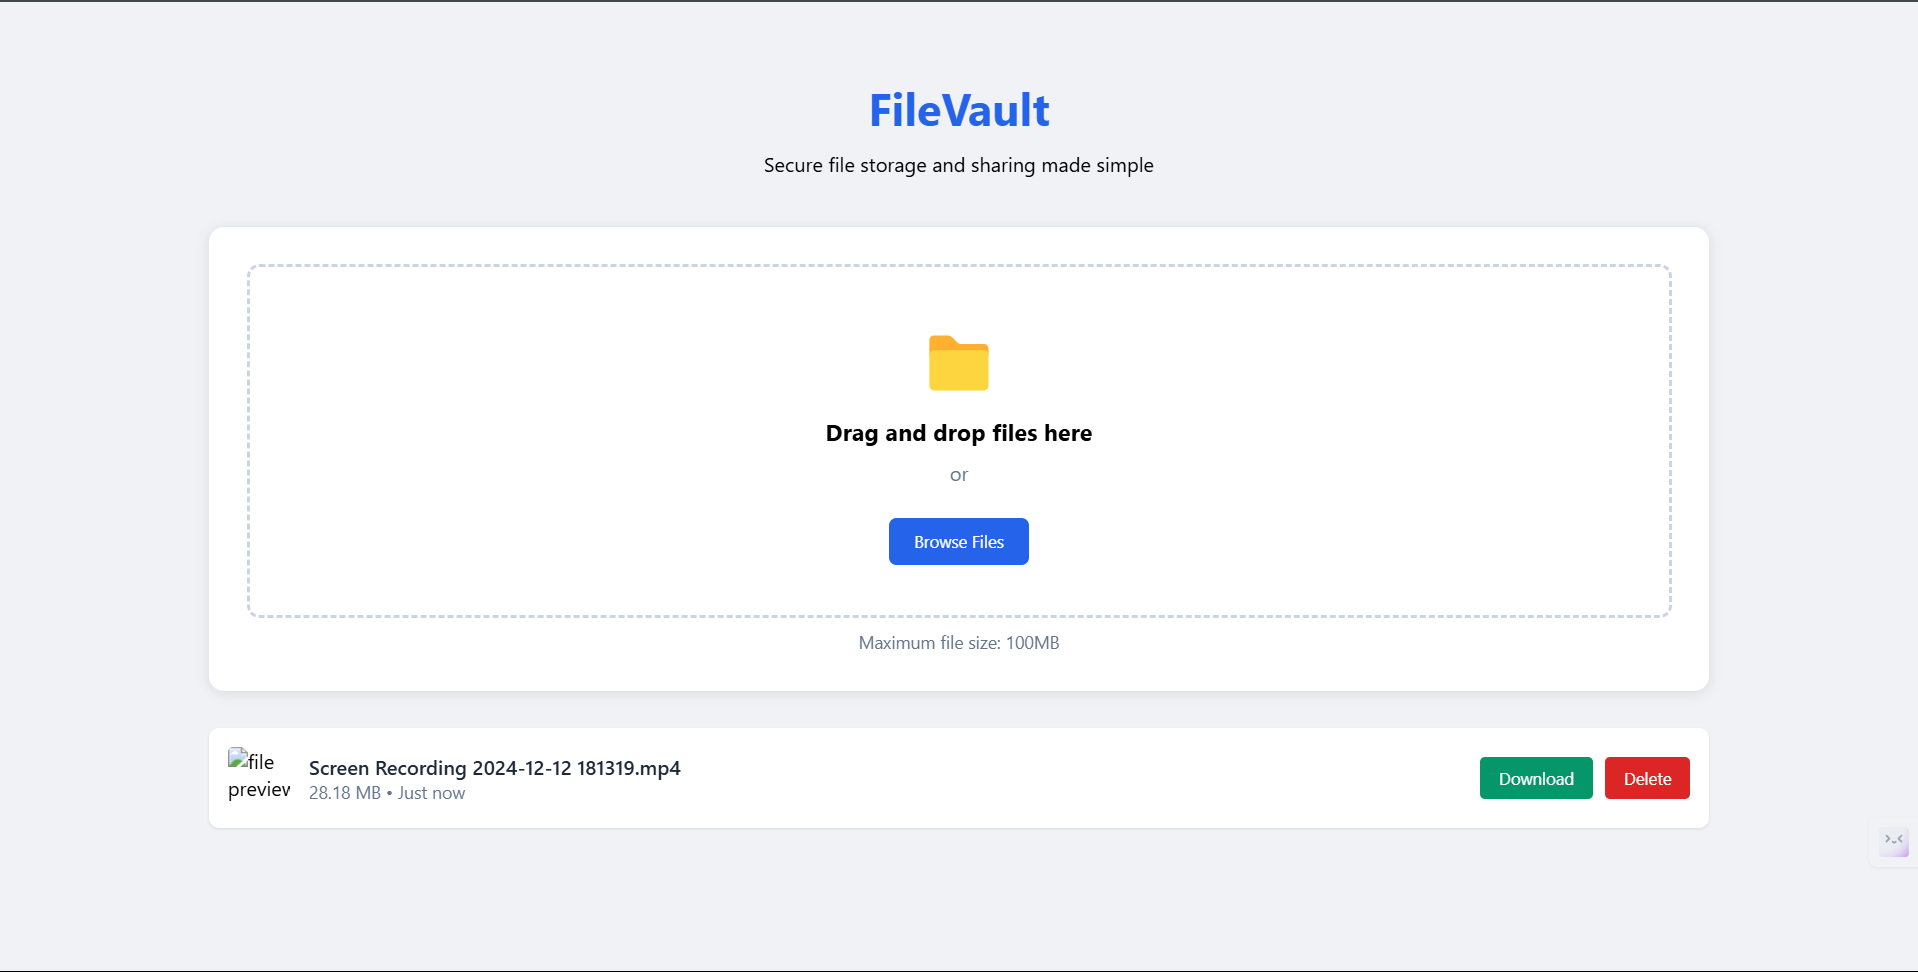 FileVault
Secure file storage and sharing made simple
Drag and drop files here
or
Browse Files
Maximum file size: 100MB
file
preview
Screen Recording 2024-12-12 181319.mp4
28.18 MB • Just now
Download
Delete